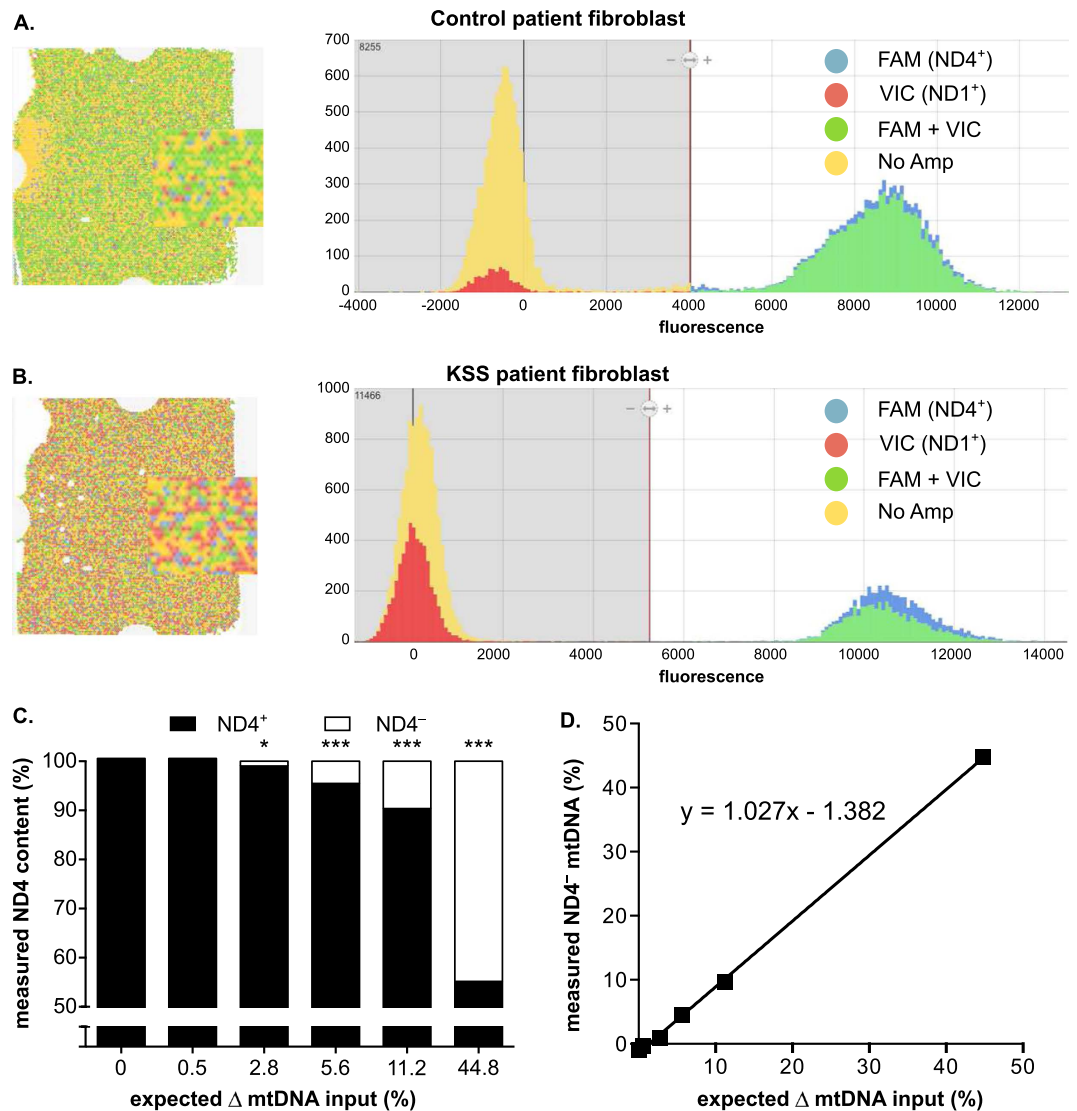 A.
Control patient fibroblast
700
600
500
400
300
200
100
0
8255
− +
FAM (ND4⁺)
VIC (ND1⁺)
FAM + VIC
No Amp
-4000 -2000 0 2000 4000 6000 8000 10000 12000
fluorescence
B.
KSS patient fibroblast
1000
800
600
400
200
0
11466
− +
FAM (ND4⁺)
VIC (ND1⁺)
FAM + VIC
No Amp
0 2000 4000 6000 8000 10000 12000 14000
fluorescence
C.
ND4⁺ ND4⁻
* *** *** ***
measured ND4 content (%)
100
90
80
70
60
50
0 0.5 2.8 5.6 11.2 44.8
expected Δ mtDNA input (%)
D.
measured ND4⁻ mtDNA (%)
50
40
30
20
10
0
y = 1.027x - 1.382
10 20 30 40 50
expected Δ mtDNA input (%)